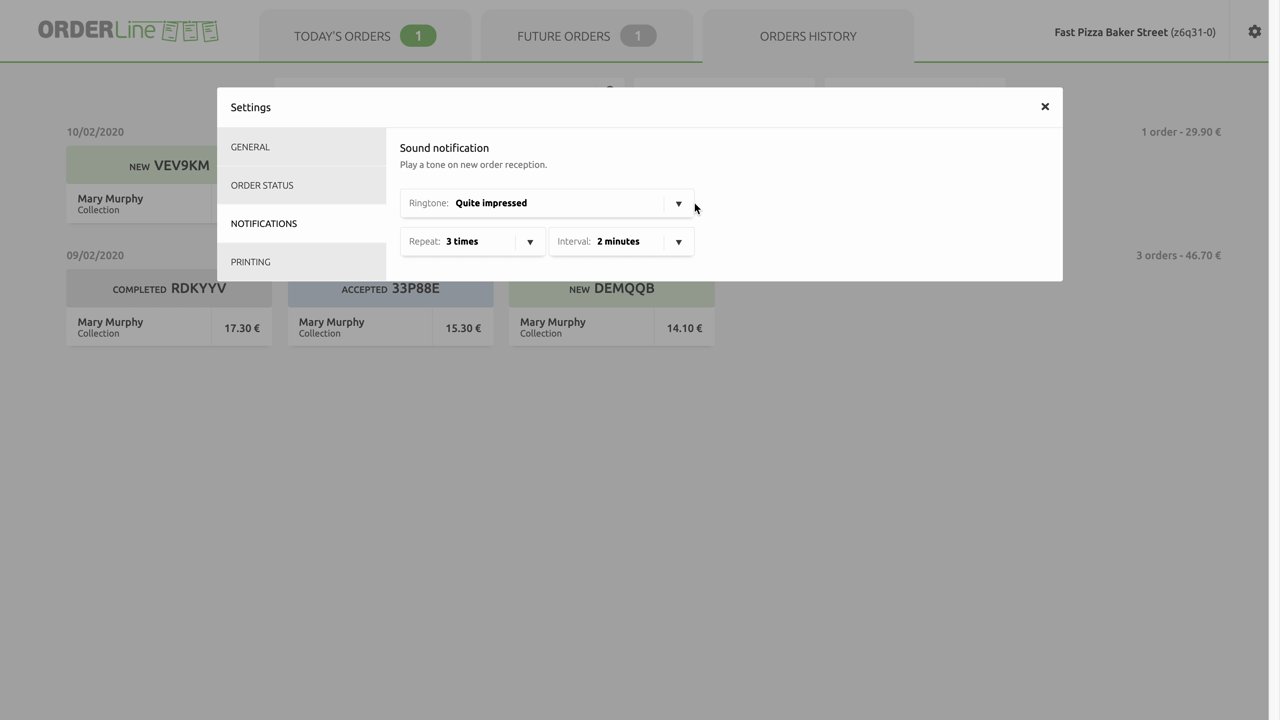 ORDERLine
TODAY'S ORDERS 1
FUTURE ORDERS 1
ORDERS HISTORY
Fast Pizza Baker Street (z6q31-0)
Settings
GENERAL
ORDER STATUS
NOTIFICATIONS
PRINTING
Sound notification
Play a tone on new order reception.
Ringtone: Quite impressed
Repeat: 3 times
Interval: 2 minutes
10/02/2020
1 order - 29.90 €
NEW VEV9KM
Mary Murphy
Collection
09/02/2020
3 orders - 46.70 €
COMPLETED RDKYYV
Mary Murphy
Collection
17.30 €
ACCEPTED 33P88E
Mary Murphy
Collection
15.30 €
NEW DEMQQB
Mary Murphy
Collection
14.10 €